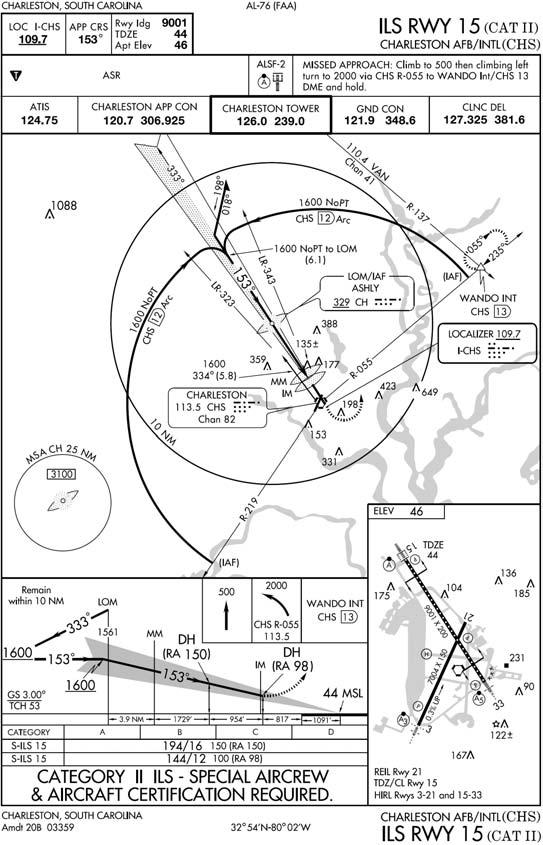 CHARLESTON, SOUTH CAROLINA
AL-76 (FAA)
LOC I-CHS
109.7
APP CRS
153°
Rwy Idg 9001
TDZE 44
Apt Elev 46
ILS RWY 15 (CAT II)
CHARLESTON AFB/INTL (CHS)
T
ASR
ALSF-2
A
MISSED APPROACH: Climb to 500 then climbing left
turn to 2000 via CHS R-055 to WANDO Int/CHS 13
DME and hold.
ATIS
124.75
CHARLESTON APP CON
120.7 306.925
CHARLESTON TOWER
126.0 239.0
GND CON
121.9 348.6
CLNC DEL
127.325 381.6
110.4 VAN
Chan 41
R-137
333°
198°
018°
1088
1600 NoPT
CHS 12 Arc
055°
235°
1600 NoPT to LOM
(6.1)
(IAF)
153°
LR-343
LR-323
1600 NoPT
CHS 12 Arc
LOM/IAF
ASHLY
329 CH
WANDO INT
CHS 13
388
LOCALIZER 109.7
I-CHS
135±
R-055
359
177
1600
334° (5.8)
MM
IM
CHARLESTON
113.5 CHS
Chan 82
423
649
198
153
331
10 NM
MSA CH 25 NM
3100
R-219
(IAF)
ELEV 46
TDZE
44
15
A
P
136
185
175
104
9001 X 200
21
H
231
P
7004 X 150
0.3% UP
33
90
A5
A5
3
122±
167
REIL Rwy 21
TDZ/CL Rwy 15
HIRL Rwys 3-21 and 15-33
Remain
within 10 NM
LOM
333°
1561
1600
153°
1600
GS 3.00°
TCH 53
MM
DH
(RA 150)
153°
IM
DH
(RA 98)
500
2000
CHS R-055
113.5
WANDO INT
CHS 13
44 MSL
3.9 NM
1729'
954'
817
1091'
CATEGORY A B C D
S-ILS 15 194/16 150 (RA 150)
S-ILS 15 144/12 100 (RA 98)
CATEGORY II ILS - SPECIAL AIRCREW
& AIRCRAFT CERTIFICATION REQUIRED.
CHARLESTON, SOUTH CAROLINA
Amdt 20B 03359
32°54'N-80°02'W
CHARLESTON AFB/INTL (CHS)
ILS RWY 15 (CAT II)